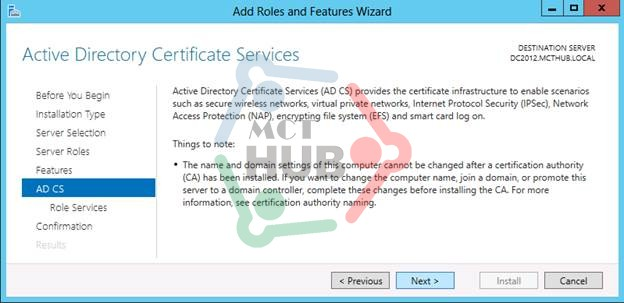 Add Roles and Features Wizard
Active Directory Certificate Services
DESTINATION SERVER
DC2012.MCTHUB.LOCAL
Before You Begin
Installation Type
Server Selection
Server Roles
Features
AD CS
Role Services
Confirmation
Results
Active Directory Certificate Services (AD CS) provides the certificate infrastructure to enable scenarios
such as secure wireless networks, virtual private networks, Internet Protocol Security (IPSec), Network
Access Protection (NAP), encrypting file system (EFS) and smart card log on.
Things to note:
• The name and domain settings of this computer cannot be changed after a certification authority
(CA) has been installed. If you want to change the computer name, join a domain, or promote this
server to a domain controller, complete these changes before installing the CA. For more
information, see certification authority naming.
MCT
HUB
< Previous
Next >
Install
Cancel